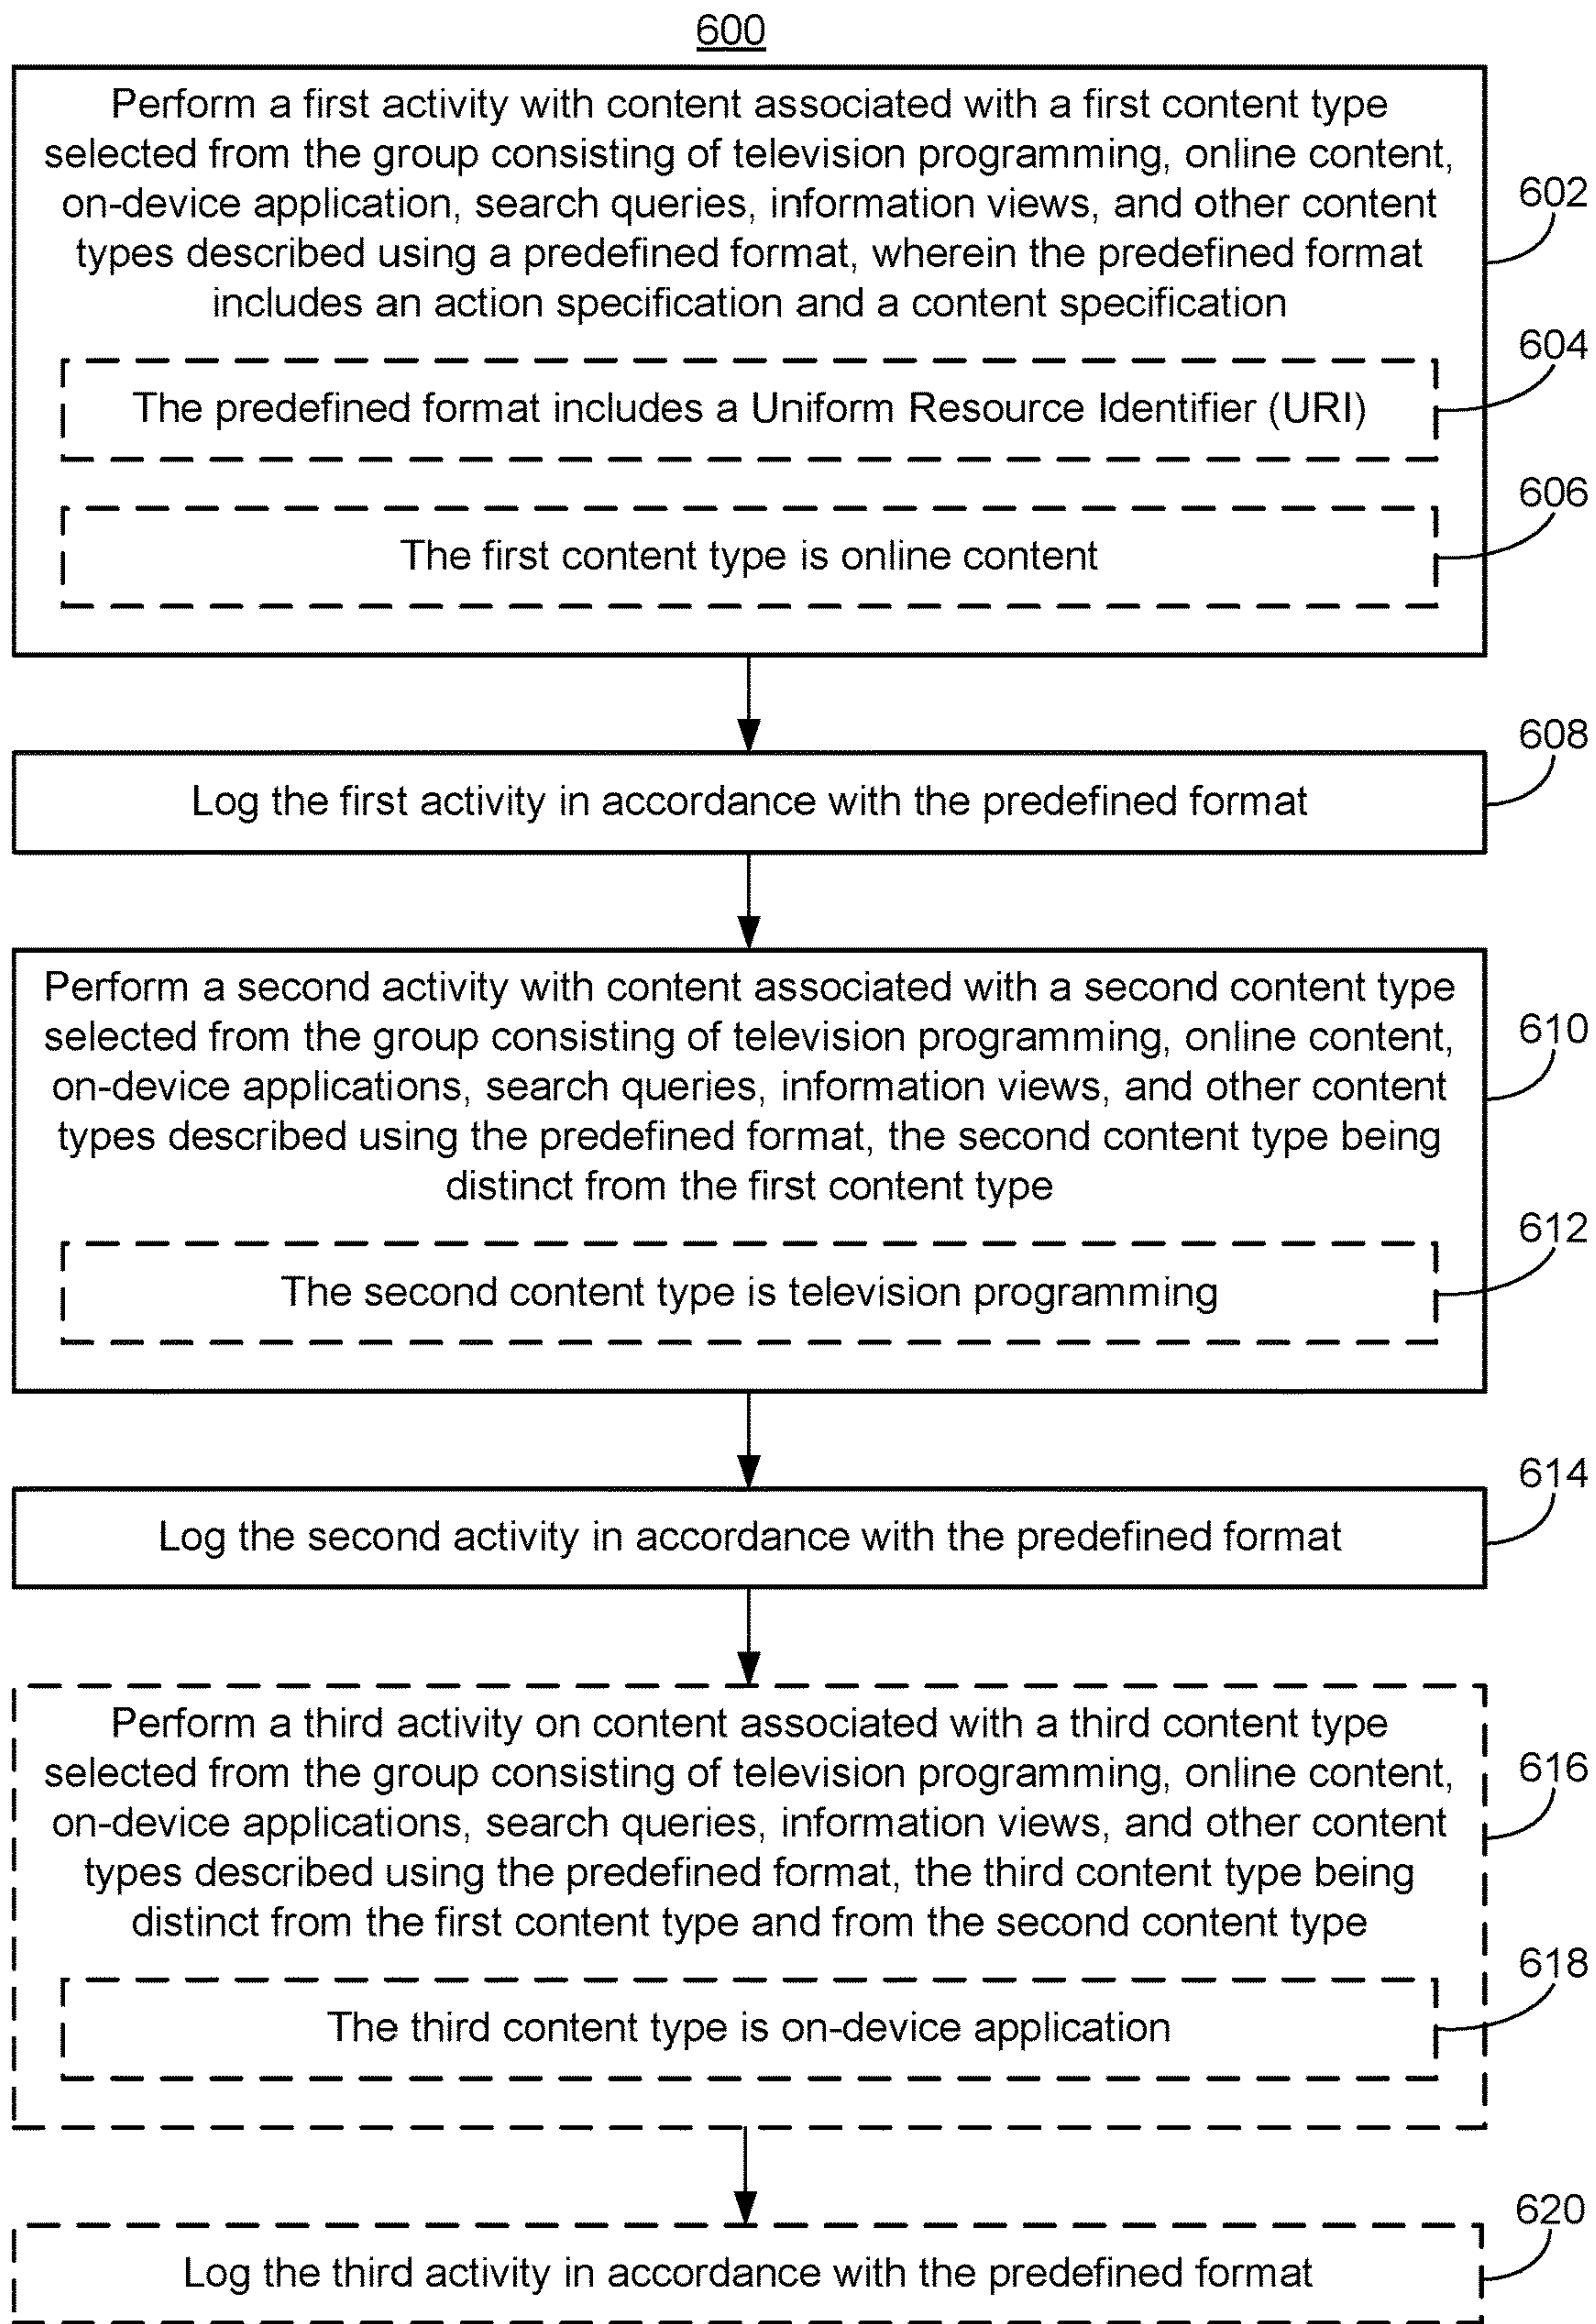 600
Perform a first activity with content associated with a first content type
selected from the group consisting of television programming, online content,
on-device application, search queries, information views, and other content
types described using a predefined format, wherein the predefined format
includes an action specification and a content specification
602
The predefined format includes a Uniform Resource Identifier (URI)
604
The first content type is online content
606
Log the first activity in accordance with the predefined format
608
Perform a second activity with content associated with a second content type
selected from the group consisting of television programming, online content,
on-device applications, search queries, information views, and other content
types described using the predefined format, the second content type being
distinct from the first content type
610
The second content type is television programming
612
Log the second activity in accordance with the predefined format
614
Perform a third activity on content associated with a third content type
selected from the group consisting of television programming, online content,
on-device applications, search queries, information views, and other content
types described using the predefined format, the third content type being
distinct from the first content type and from the second content type
616
The third content type is on-device application
618
Log the third activity in accordance with the predefined format
620